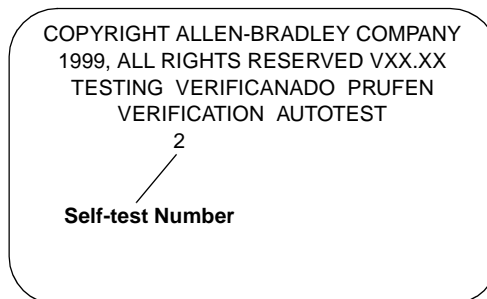 COPYRIGHT ALLEN-BRADLEY COMPANY
1999, ALL RIGHTS RESERVED VXX.XX
TESTING VERIFICANADO PRUFEN
VERIFICATION AUTOTEST
2
Self-test Number